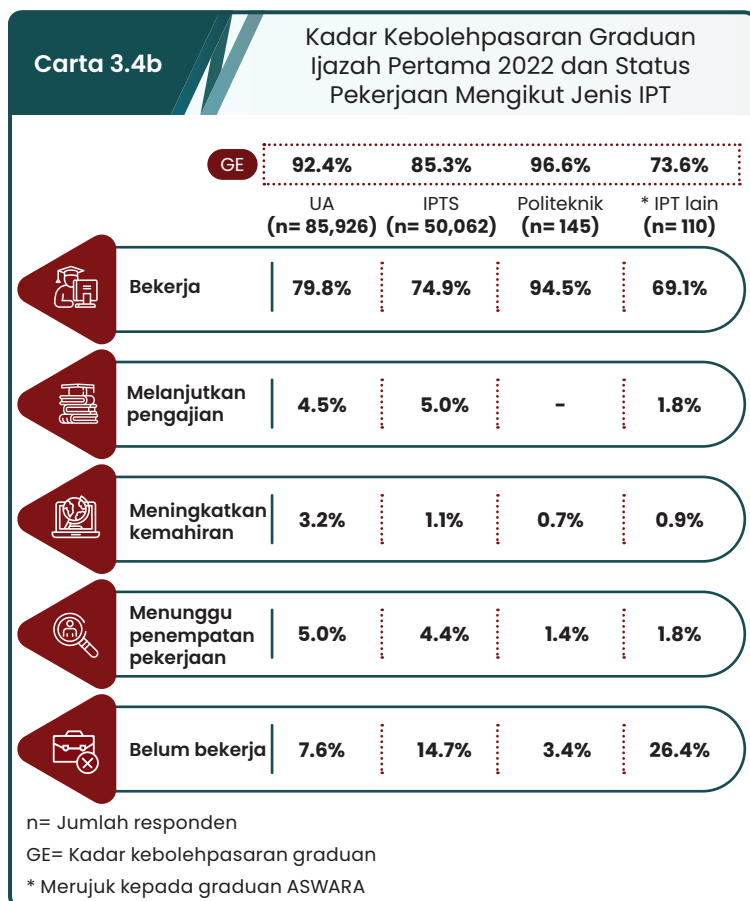 Carta 3.4b
Kadar Kebolehpasaran Graduan
Ijazah Pertama 2022 dan Status
Pekerjaan Mengikut Jenis IPT
GE 92.4% 85.3% 96.6% 73.6%
UA IPTS Politeknik * IPT lain
(n= 85,926) (n= 50,062) (n= 145) (n= 110)
Bekerja 79.8% 74.9% 94.5% 69.1%
Melanjutkan
pengajian 4.5% 5.0% - 1.8%
Meningkatkan
kemahiran 3.2% 1.1% 0.7% 0.9%
Menunggu
penempatan 5.0% 4.4% 1.4% 1.8%
pekerjaan
Belum bekerja 7.6% 14.7% 3.4% 26.4%
n= Jumlah responden
GE= Kadar kebolehpasaran graduan
* Merujuk kepada graduan ASWARA